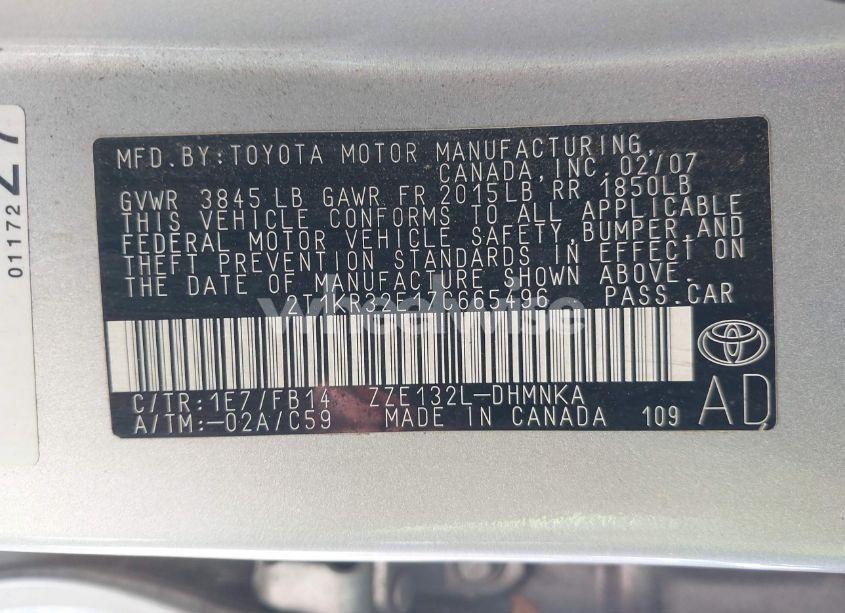 MFD.BY:TOYOTA MOTOR MANUFACTURING,
CANADA,INC.02/07
GVWR 3845 LB GAWR FR 2015LB RR 1850LB
THIS VEHICLE CONFORMS TO ALL APPLICABLE
FEDERAL MOTOR VEHICLE SAFETY,BUMPER,AND
THEFT PREVENTION STANDARDS IN EFFECT ON
THE DATE OF MANUFACTURE SHOWN ABOVE.
2T1KR32E17C665496 PASS.CAR
wheelwise
C/TR:1E7/FB14 ZZE132L-DHMNKA
A/TM:-02A/C59 MADE IN CANADA 109
AD
01172